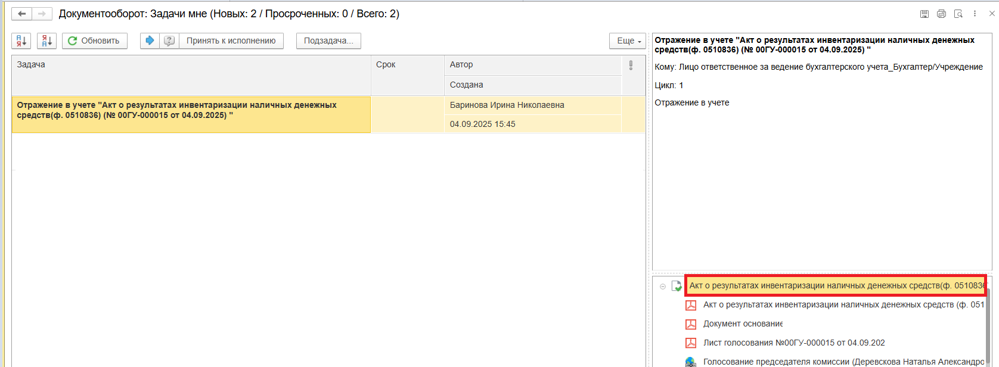 Документооборот: Задачи мне (Новых: 2 / Просроченных: 0 / Всего: 2)
Обновить
Принять к исполнению
Подзадача...
Еще
Задача
Срок
Автор
Создана
Отражение в учете "Акт о результатах инвентаризации наличных денежных
средств(ф. 0510836) (№ 00ГУ-000015 от 04.09.2025) "
Баринова Ирина Николаевна
04.09.2025 15:45
Отражение в учете "Акт о результатах инвентаризации наличных денежных
средств(ф. 0510836) (№ 00ГУ-000015 от 04.09.2025) "
Кому: Лицо ответственное за ведение бухгалтерского учета_Бухгалтер/Учреждение
Цикл: 1
Отражение в учете
Акт о результатах инвентаризации наличных денежных средств(ф. 0510836
Акт о результатах инвентаризации наличных денежных средств (ф. 051
Документ основание
Лист голосования №00ГУ-000015 от 04.09.202
Голосование председателя комиссии (Деревскова Наталья Александро